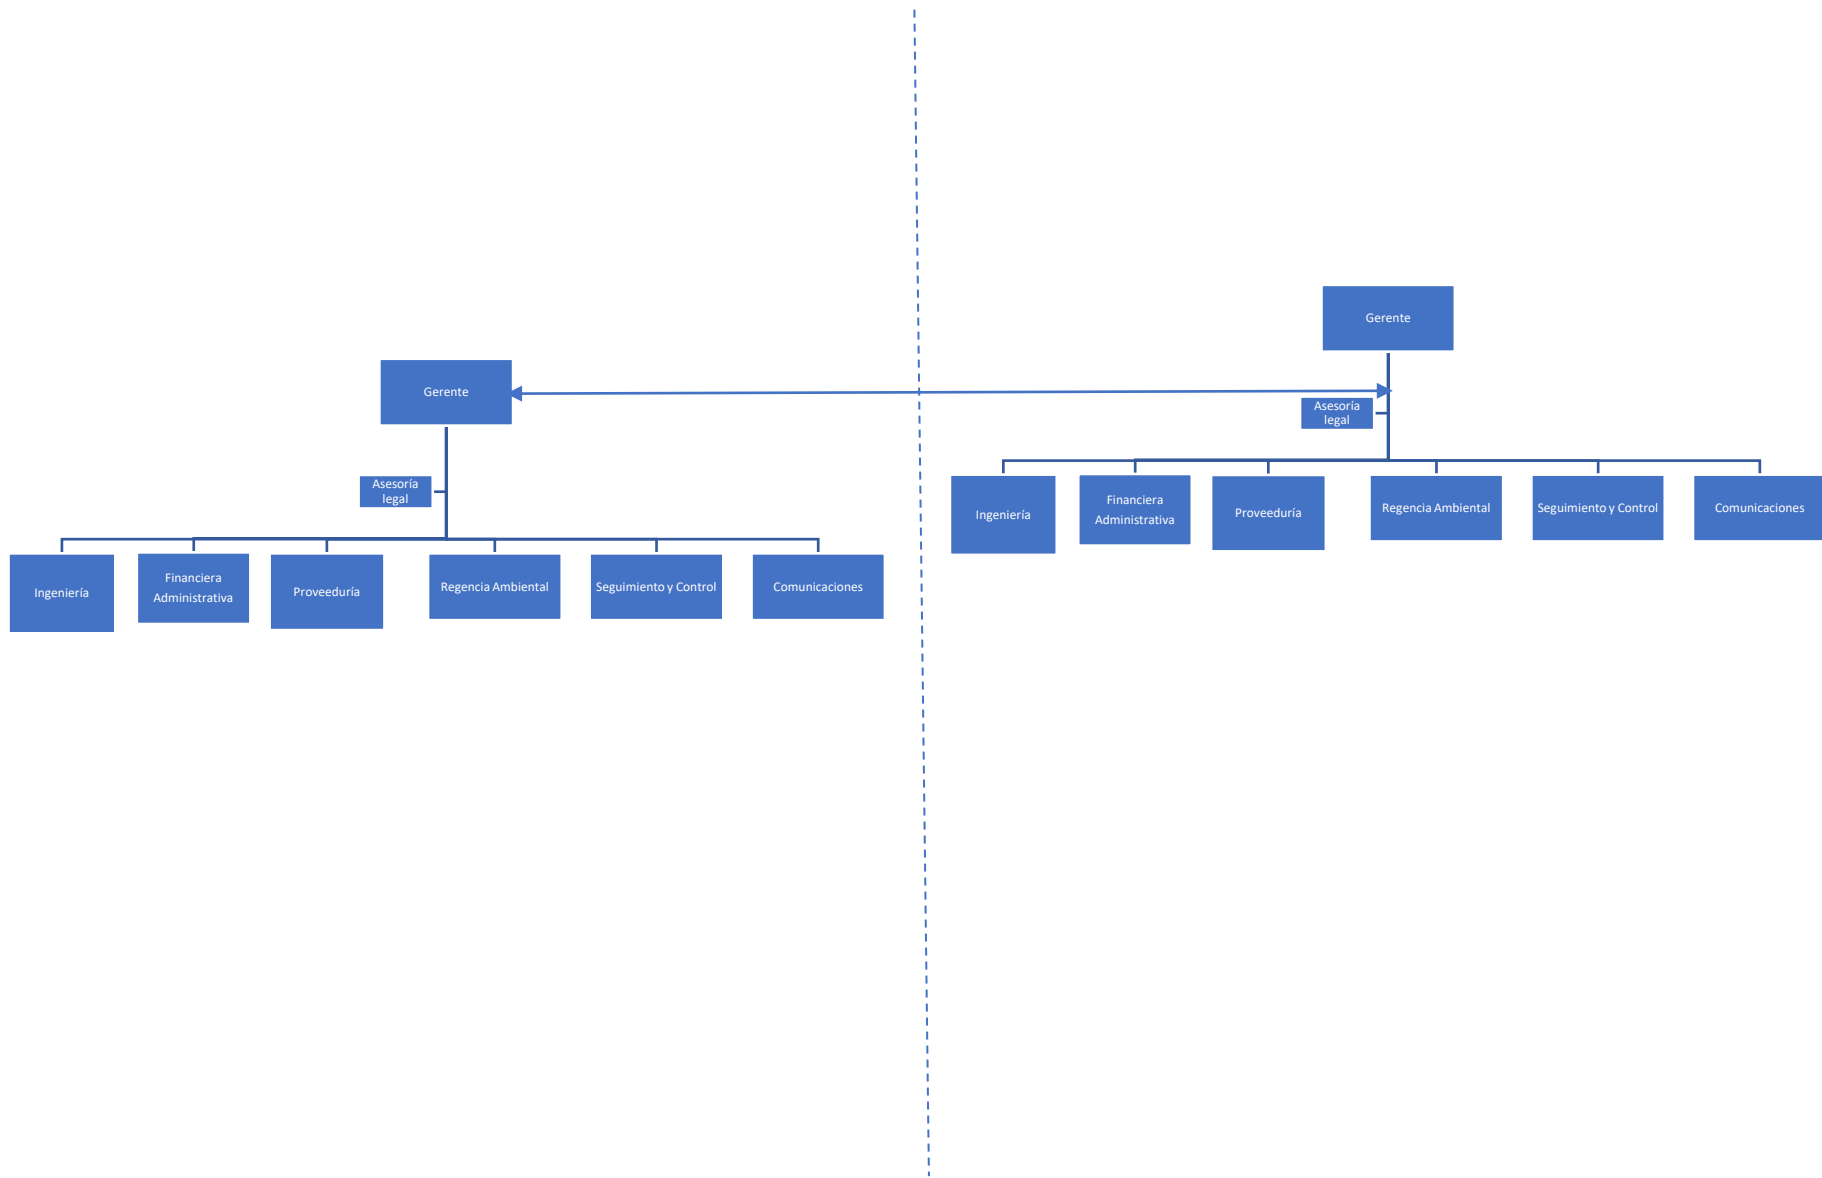 Gerente
Asesoría
legal
Ingeniería
Financiera
Administrativa
Proveeduría
Regencia Ambiental
Seguimiento y Control
Comunicaciones
Gerente
Asesoría
legal
Ingeniería
Financiera
Administrativa
Proveeduría
Regencia Ambiental
Seguimiento y Control
Comunicaciones